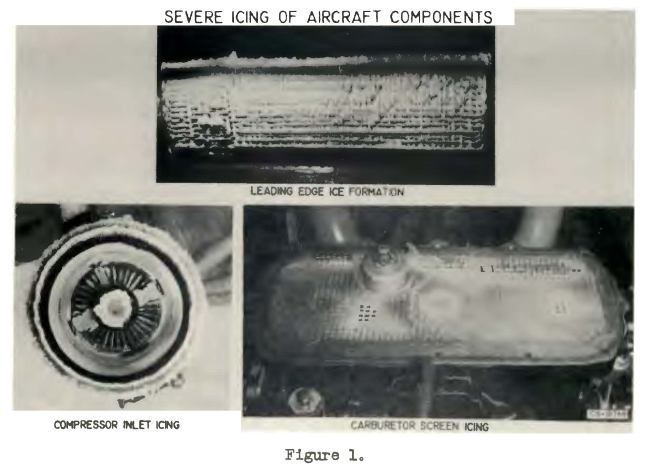 SEVERE ICING OF AIRCRAFT COMPONENTS
LEADING EDGE ICE FORMATION
COMPRESSOR INLET ICING
CARBURETOR SCREEN ICING
Figure 1.